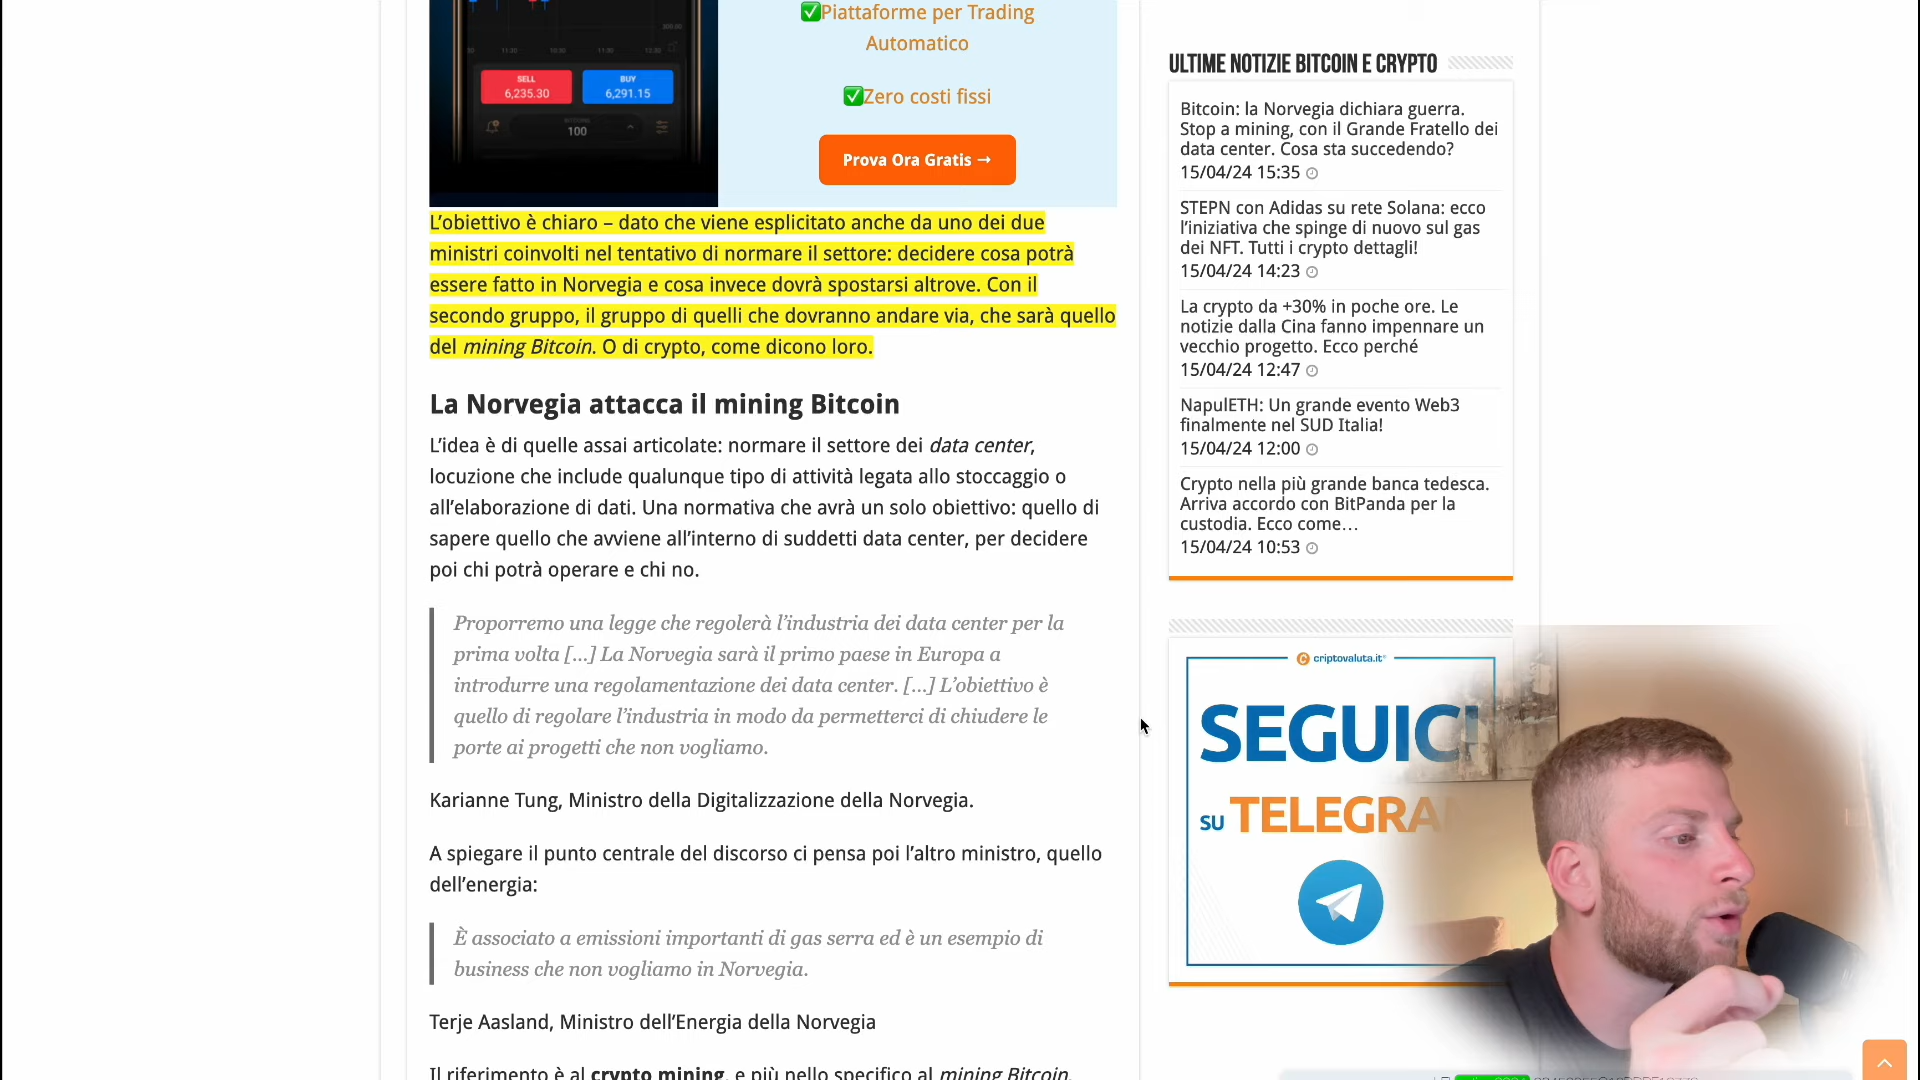 ✅Piattaforme per Trading
Automatico
✅Zero costi fissi
Prova Ora Gratis →
300.00
11:30
10:30
11:30
12:30
SELL
6,235.30
BUY
6,291.15
100
L’obiettivo è chiaro – dato che viene esplicitato anche da uno dei due
ministri coinvolti nel tentativo di normare il settore: decidere cosa potrà
essere fatto in Norvegia e cosa invece dovrà spostarsi altrove. Con il
secondo gruppo, il gruppo di quelli che dovranno andare via, che sarà quello
del mining Bitcoin. O di crypto, come dicono loro.
La Norvegia attacca il mining Bitcoin
L’idea è di quelle assai articolate: normare il settore dei data center,
locuzione che include qualunque tipo di attività legata allo stoccaggio o
all’elaborazione di dati. Una normativa che avrà un solo obiettivo: quello di
sapere quello che avviene all’interno di suddetti data center, per decidere
poi chi potrà operare e chi no.
Proporremo una legge che regolerà l’industria dei data center per la
prima volta […] La Norvegia sarà il primo paese in Europa a
introdurre una regolamentazione dei data center. […] L’obiettivo è
quello di regolare l’industria in modo da permetterci di chiudere le
porte ai progetti che non vogliamo.
Karianne Tung, Ministro della Digitalizzazione della Norvegia.
A spiegare il punto centrale del discorso ci pensa poi l’altro ministro, quello
dell’energia:
È associato a emissioni importanti di gas serra ed è un esempio di
business che non vogliamo in Norvegia.
Terje Aasland, Ministro dell’Energia della Norvegia
Il riferimento è al crypto mining, e più nello specifico al mining Bitcoin,
ULTIME NOTIZIE BITCOIN E CRYPTO
Bitcoin: la Norvegia dichiara guerra.
Stop a mining, con il Grande Fratello dei
data center. Cosa sta succedendo?
15/04/24 15:35
STEPN con Adidas su rete Solana: ecco
l’iniziativa che spinge di nuovo sul gas
dei NFT. Tutti i crypto dettagli!
15/04/24 14:23
La crypto da +30% in poche ore. Le
notizie dalla Cina fanno impennare un
vecchio progetto. Ecco perché
15/04/24 12:47
NapulETH: Un grande evento Web3
finalmente nel SUD Italia!
15/04/24 12:00
Crypto nella più grande banca tedesca.
Arriva accordo con BitPanda per la
custodia. Ecco come…
15/04/24 10:53
criptovaluta.it
SEGUICI
SU TELEGRA